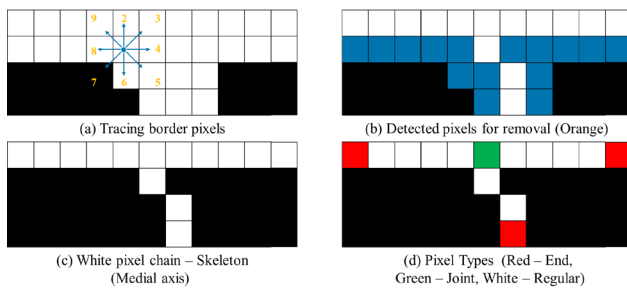 9 2 3
8 4
7 6 5
(a) Tracing border pixels
(b) Detected pixels for removal (Orange)
(c) White pixel chain – Skeleton
(Medial axis)
(d) Pixel Types (Red – End,
Green – Joint, White – Regular)